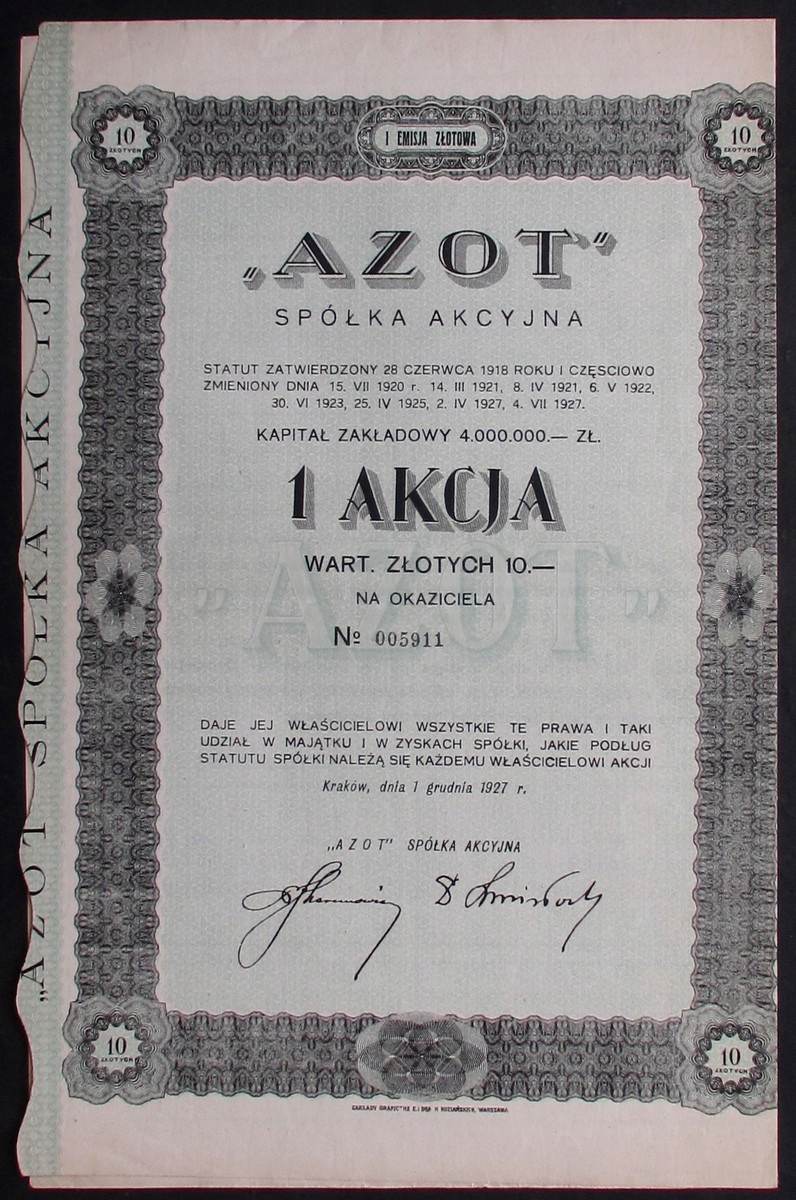 10
ZŁOTYCH
I EMISJA ZŁOTOWA
10
ZŁOTYCH
„AZOT”
SPÓŁKA AKCYJNA
STATUT ZATWIERDZONY 28 CZERWCA 1918 ROKU I CZĘSCIOWO
ZMIENIONY DNIA 15. VII 1920 r. 14. III 1921, 8. IV 1921, 6. V 1922,
30. VI 1923, 25. IV 1925, 2. IV 1927, 4. VII 1927.
KAPITAŁ ZAKŁADOWY 4.000.000.— ZŁ.
1 AKCJA
WART. ZŁOTYCH 10.—
NA OKAZICIELA
„AZOT”
№ 005911
DAJE JEJ WŁAŚCICIELOWI WSZYSTKIE TE PRAWA I TAKI
UDZIAŁ W MAJĄTKU I W ZYSKACH SPÓŁKI, JAKIE PODŁUG
STATUTU SPÓŁKI NALEŻĄ SIĘ KAŻDEMU WŁAŚCICIELOWI AKCJI
Kraków, dnia 1 grudnia 1927 r.
„AZOT” SPÓŁKA AKCYJNA
10
ZŁOTYCH
10
ZŁOTYCH
ZAKŁADY GRAFICZNE WARSZAWA
„AZOT SPÓŁKA AKCYJNA